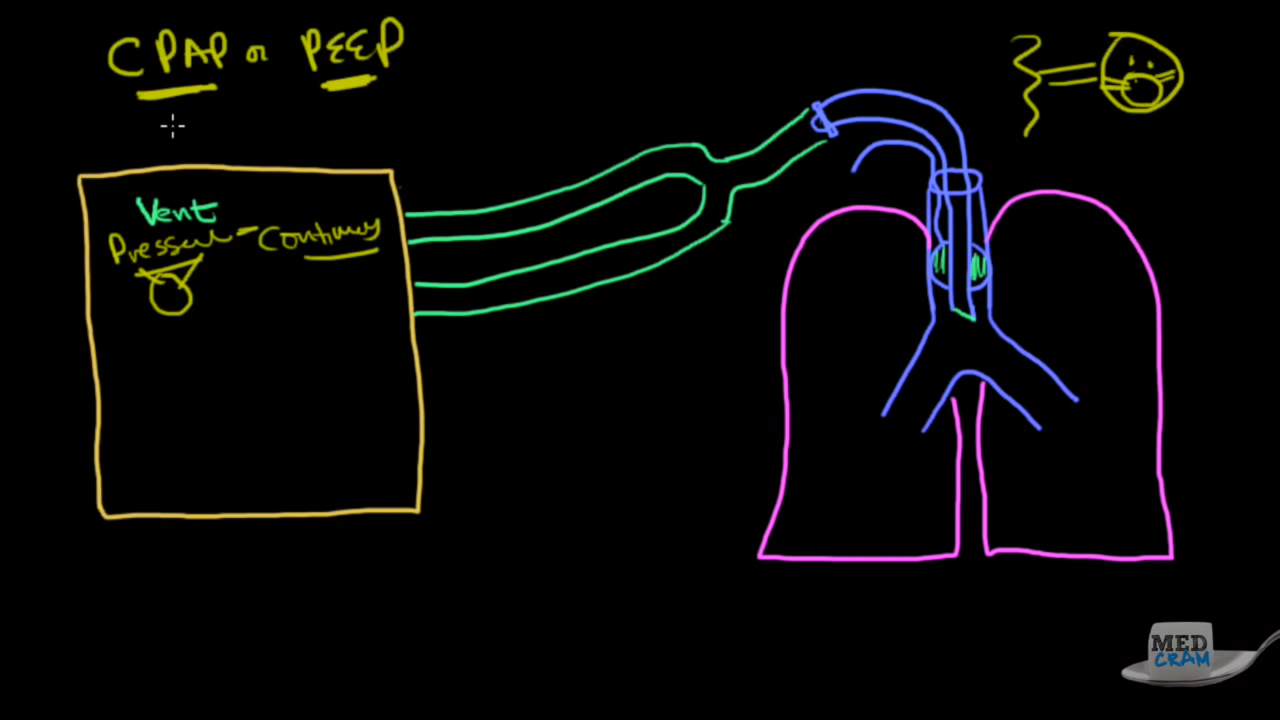 CPAP or PEEP
Vent
Pressure - Continuous
MED
CRAM